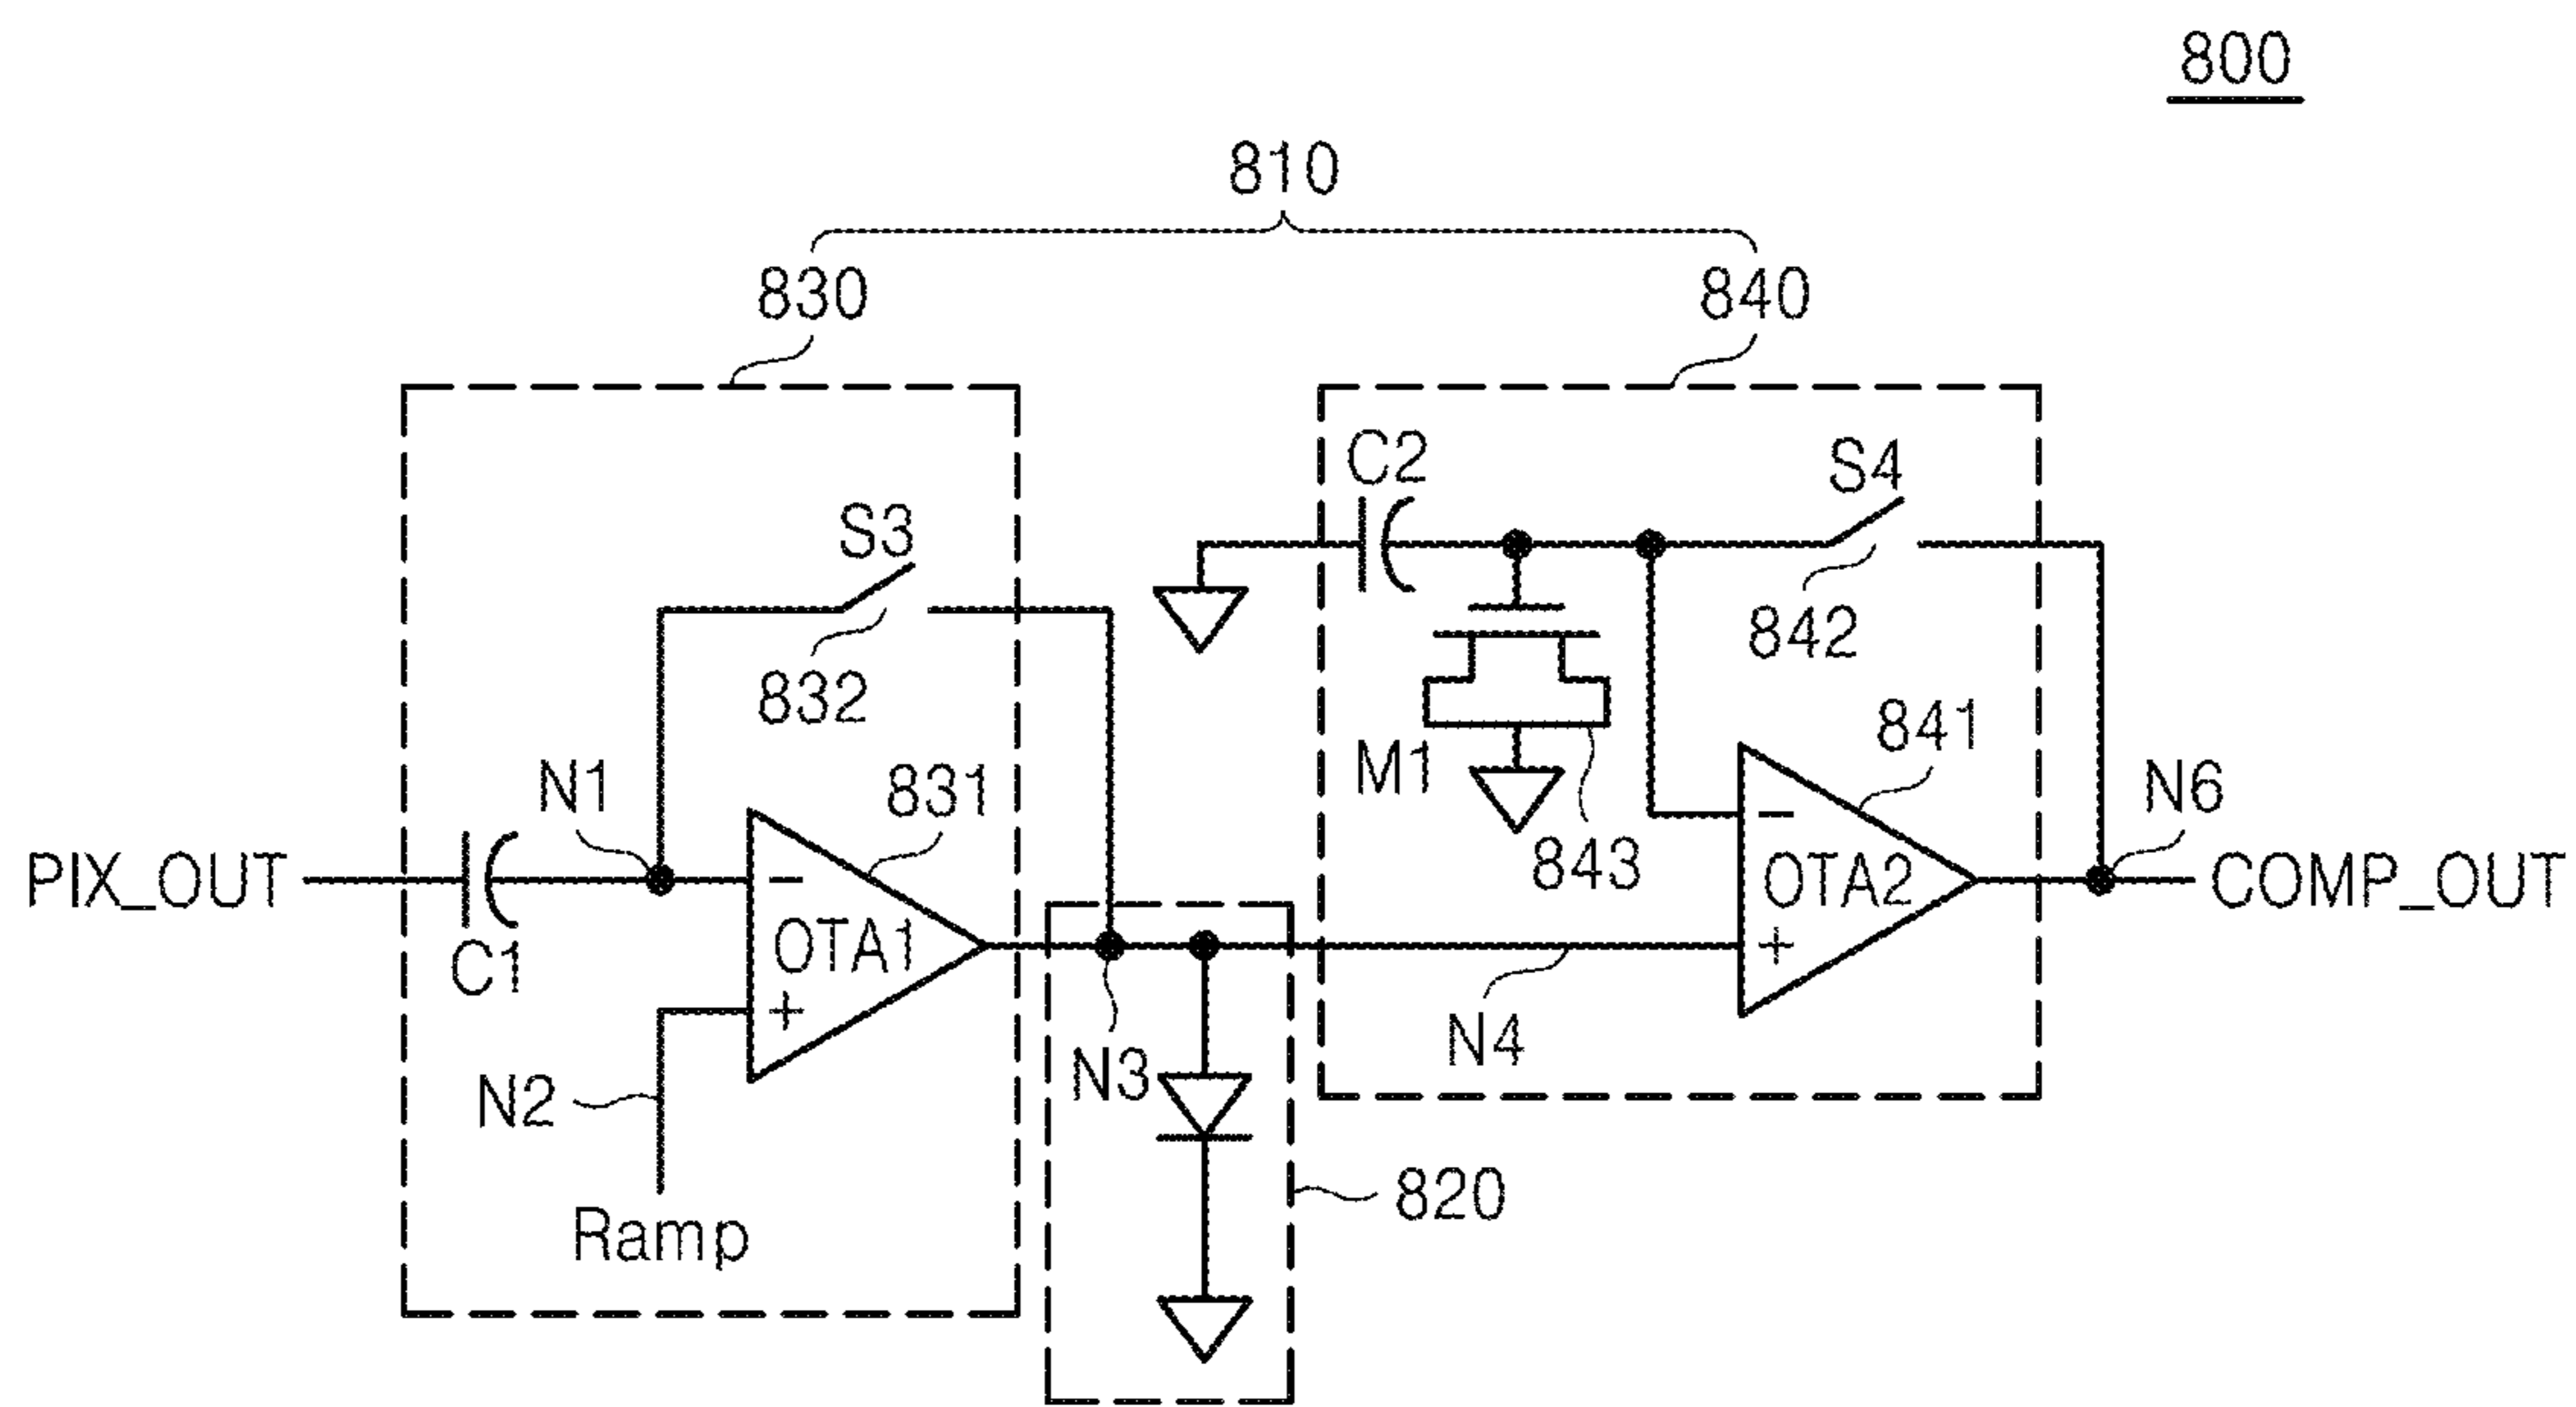 800
810
830
840
C2
S4
S3
842
832
841
N1
831
M1
N6
843
PIX_OUT
−
OTA2
COMP_OUT
−
C1
OTA1
+
+
N4
N3
N2
820
Ramp